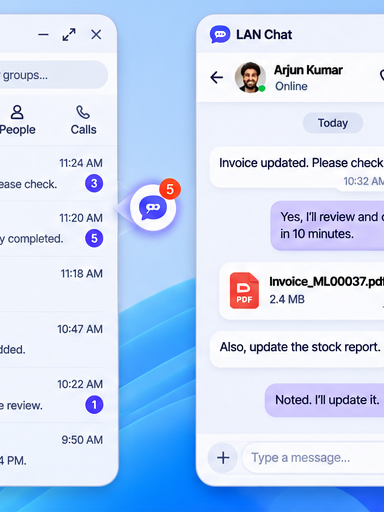 groups...
People
Calls
11:24 AM
ease check.
3
11:20 AM
y completed.
5
11:18 AM
10:47 AM
dded.
10:22 AM
e review.
1
9:50 AM
4 PM.
5
LAN Chat
Arjun Kumar
Online
Today
Invoice updated. Please check
10:32 AM
Yes, I'll review and c
in 10 minutes.
PDF
Invoice_ML00037.pdf
2.4 MB
Also, update the stock report.
Noted. I'll update it.
Type a message...